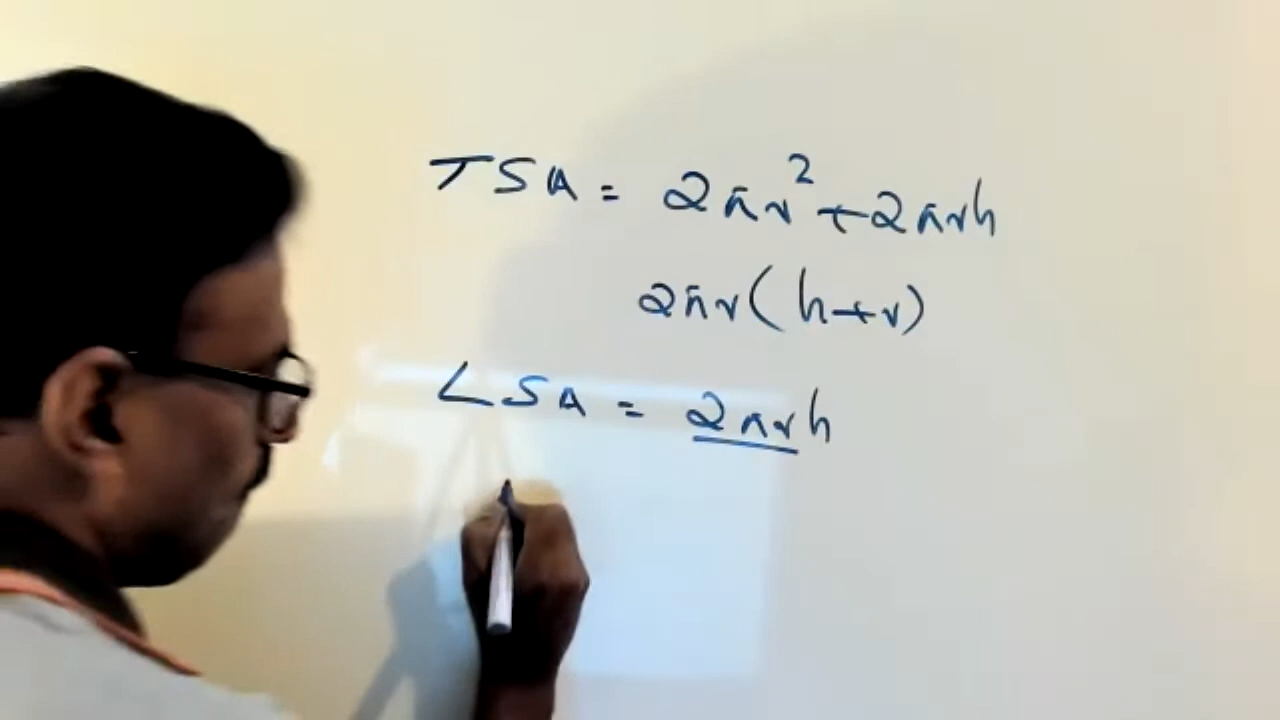 TSA = 2πr² + 2πrh
2πr(h+r)
LSA = 2πrh